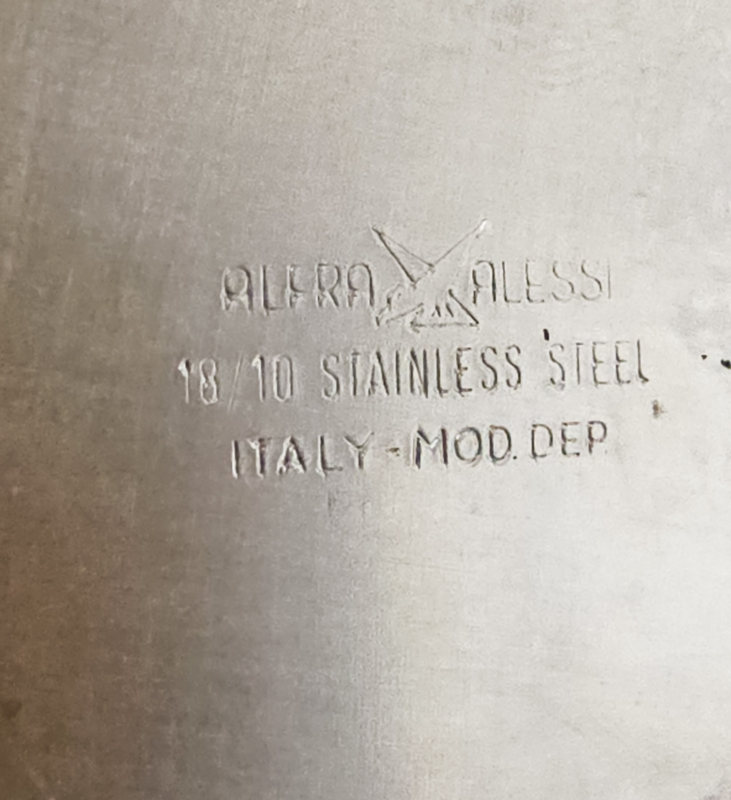 ALFRA ALESSI
18/10 STAINLESS STEEL
ITALY-MOD.DEP.